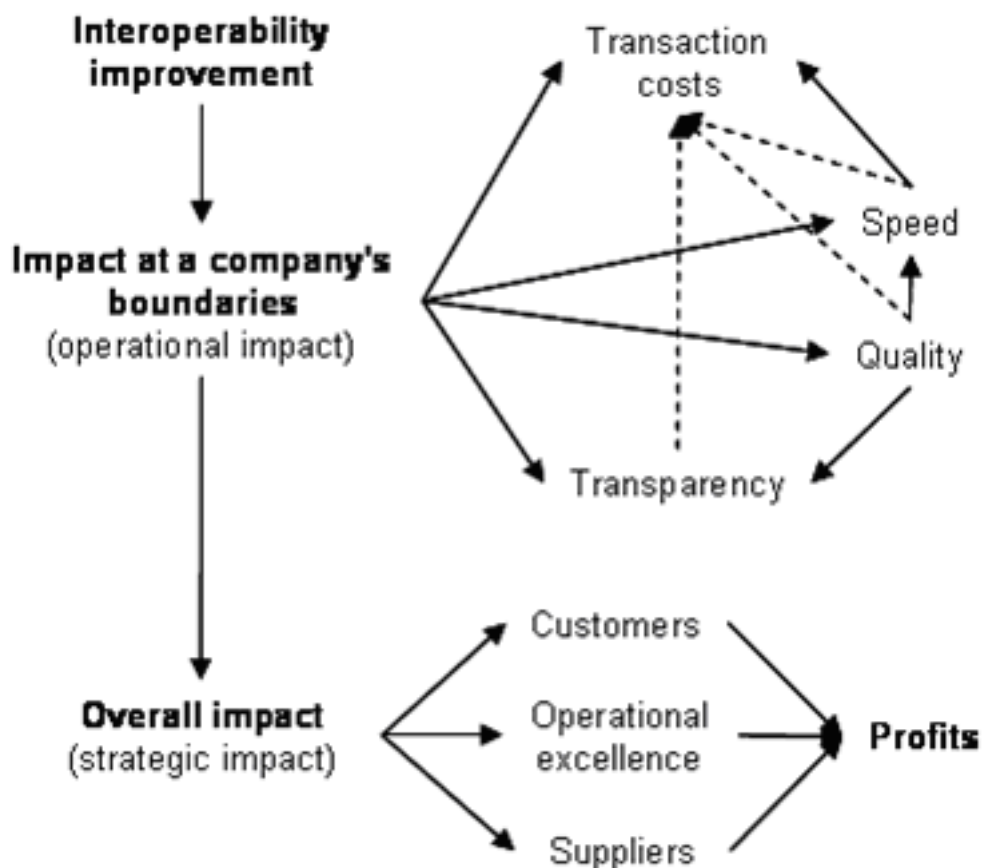 Interoperability
improvement
Transaction
costs
Speed
Impact at a company's
boundaries
(operational impact)
Quality
Transparency
Customers
Overall impact
(strategic impact)
Operational
excellence
Profits
Suppliers